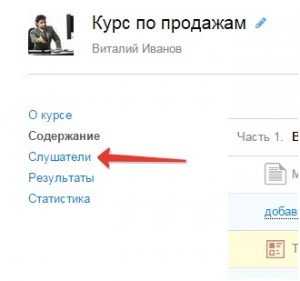 Курс по продажам
Виталий Иванов
О курсе
Содержание
Слушатели
Результаты
Статистика
Часть 1.
добав